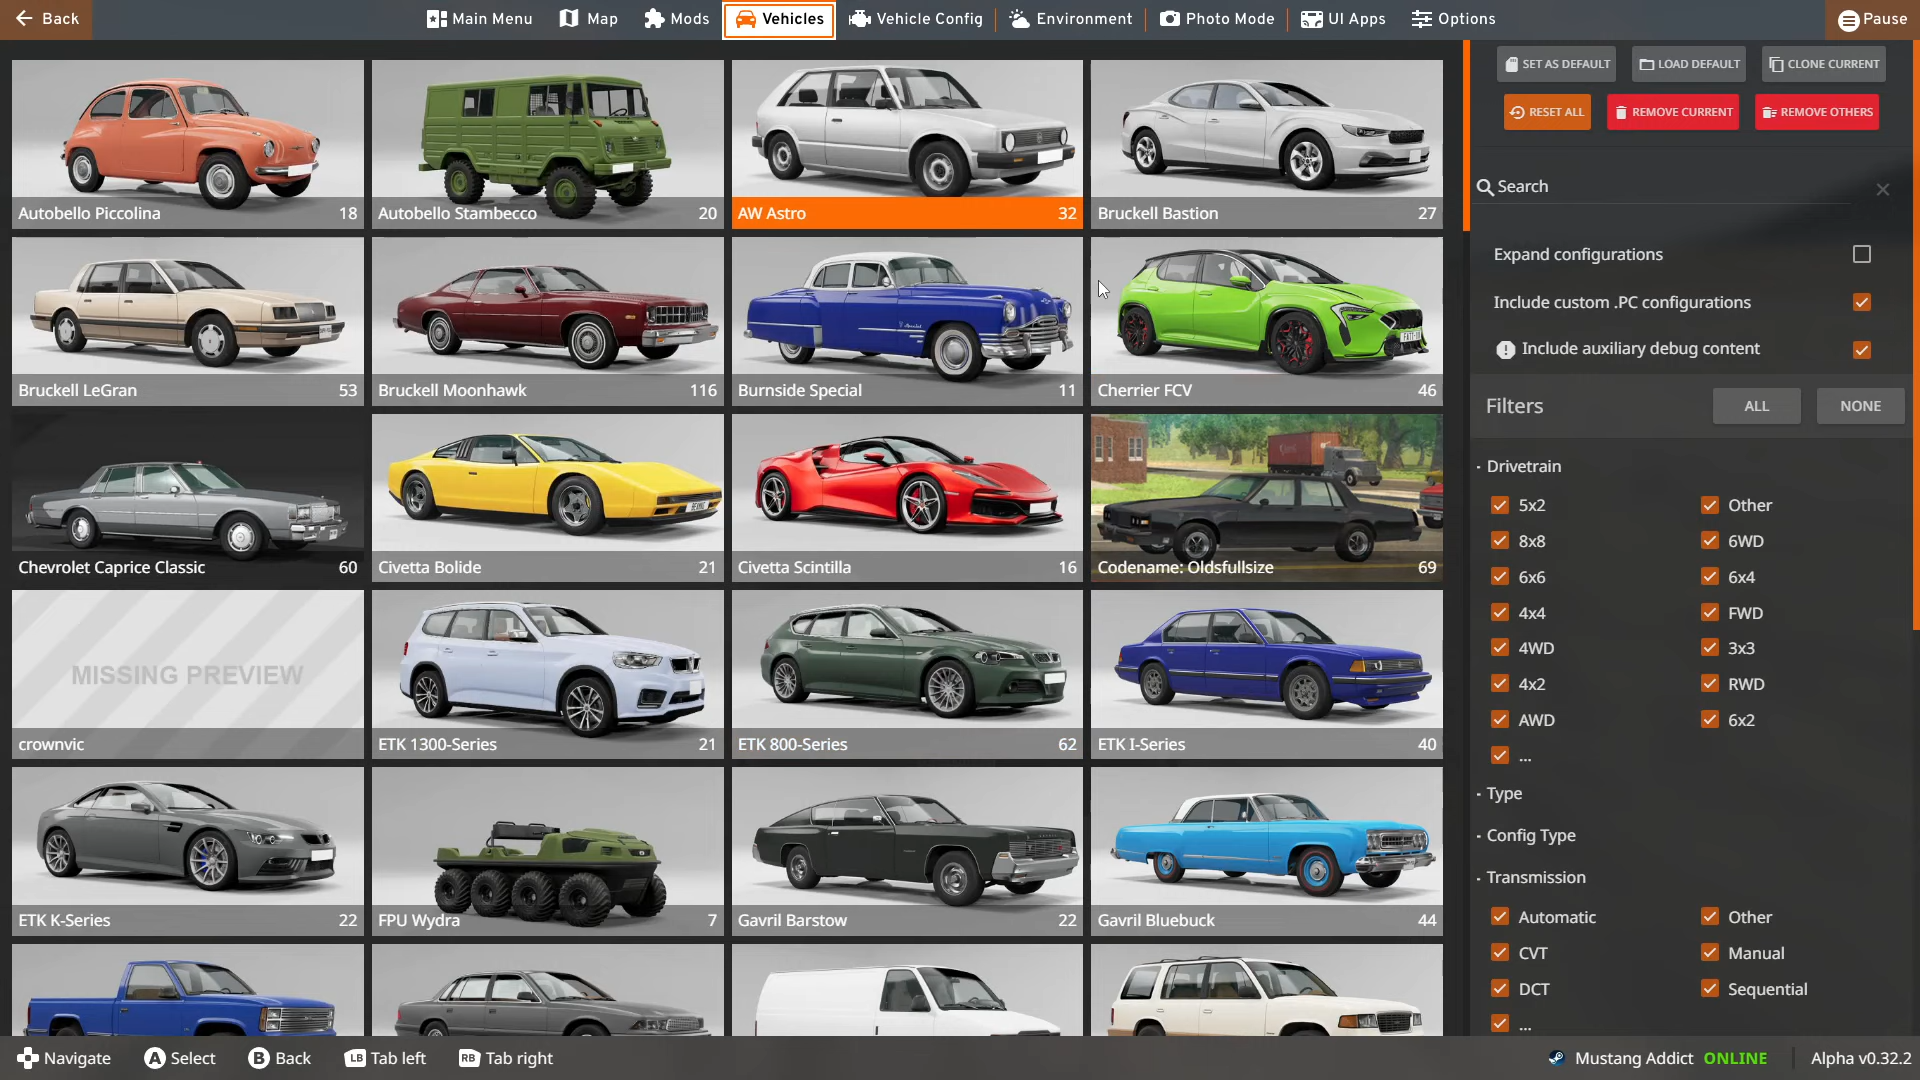 Back
Main Menu
Map
Mods
Vehicles
Vehicle Config
Environment
Photo Mode
UI Apps
Options
Pause
SET AS DEFAULT
LOAD DEFAULT
CLONE CURRENT
RESET ALL
REMOVE CURRENT
REMOVE OTHERS
Search
Expand configurations
Include custom .PC configurations
Include auxiliary debug content
Filters
ALL
NONE
Drivetrain
5x2 Other
8x8 6WD
6x6 6x4
4x4 FWD
4WD 3x3
4x2 RWD
AWD 6x2
...
Type
Config Type
Transmission
Automatic Other
CVT Manual
DCT Sequential
...
Autobello Piccolina 18
Autobello Stambecco 20
AW Astro 32
Bruckell Bastion 27
Bruckell LeGran 53
Bruckell Moonhawk 116
Burnside Special 11
Cherrier FCV 46
Chevrolet Caprice Classic 60
Civetta Bolide 21
Civetta Scintilla 16
Codename: Oldsfullsize 69
MISSING PREVIEW
crownvic
ETK 1300-Series 21
ETK 800-Series 62
ETK I-Series 40
ETK K-Series 22
FPU Wydra 7
Gavril Barstow 22
Gavril Bluebuck 44
Navigate
A Select
B Back
LB Tab left
RB Tab right
Mustang Addict ONLINE
Alpha v0.32.2